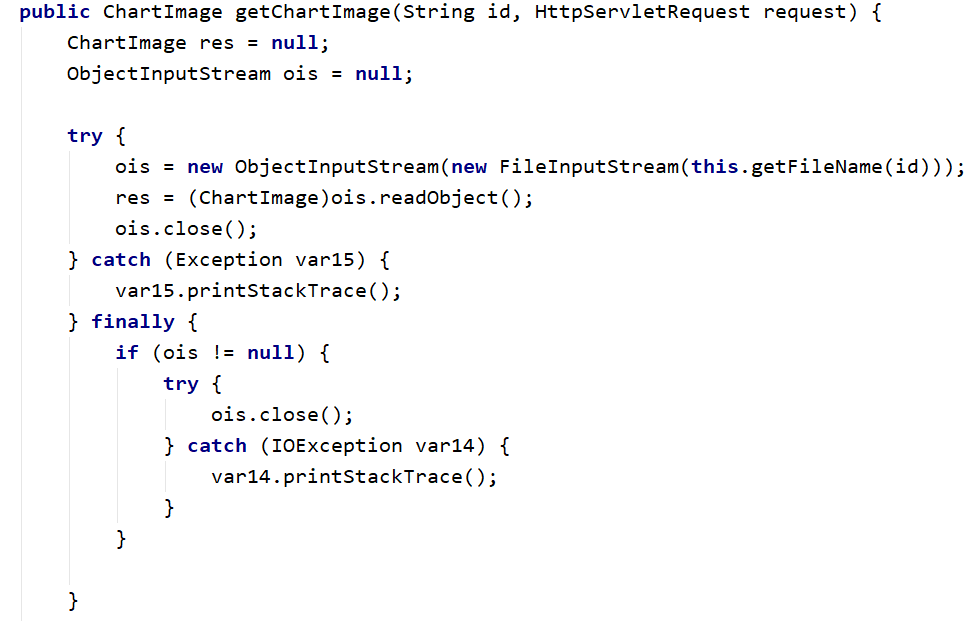 public ChartImage getChartImage(String id, HttpServletRequest request) {
    ChartImage res = null;
    ObjectInputStream ois = null;

    try {
        ois = new ObjectInputStream(new FileInputStream(this.getFileName(id)));
        res = (ChartImage)ois.readObject();
        ois.close();
    } catch (Exception var15) {
        var15.printStackTrace();
    } finally {
        if (ois != null) {
            try {
                ois.close();
            } catch (IOException var14) {
                var14.printStackTrace();
            }
        }

    }